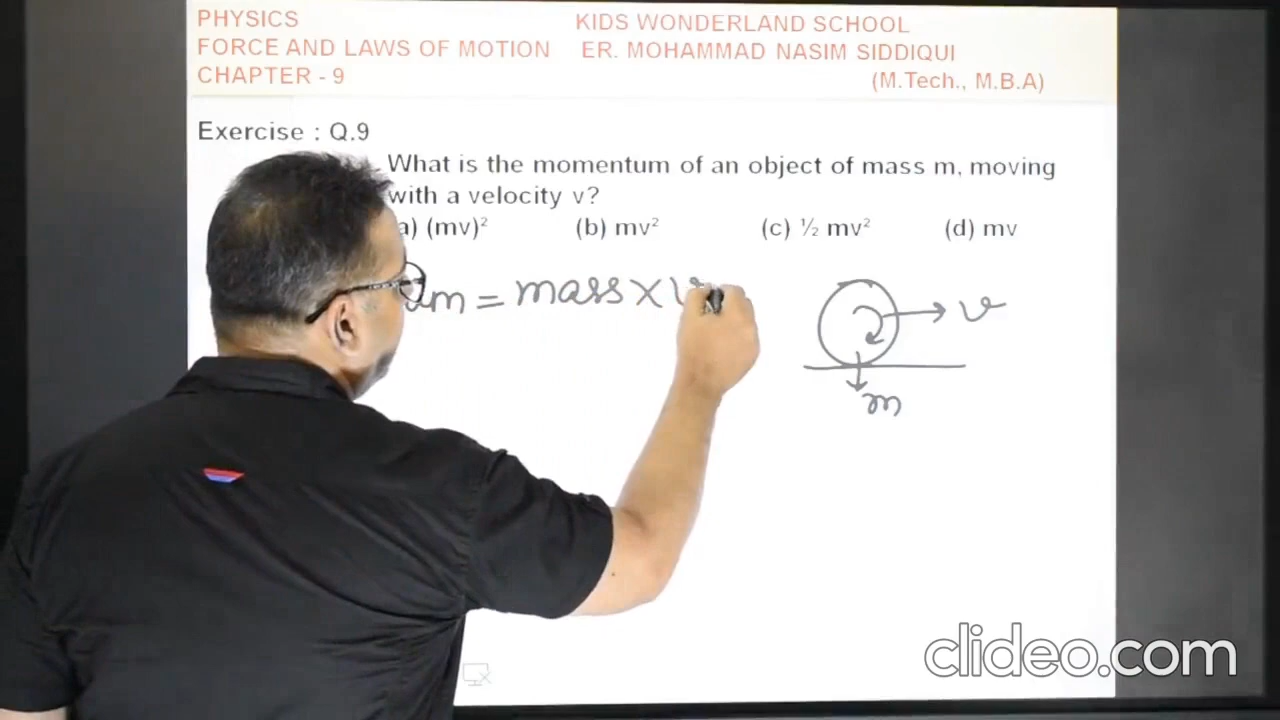 PHYSICS KIDS WONDERLAND SCHOOL
FORCE AND LAWS OF MOTION ER. MOHAMMAD NASIM SIDDIQUI
CHAPTER - 9 (M.Tech., M.B.A)
Exercise : Q.9
What is the momentum of an object of mass m, moving
with a velocity v?
a) (mv)² (b) mv² (c) ½ mv² (d) mv
um = mass × v
v
m
clideo.com